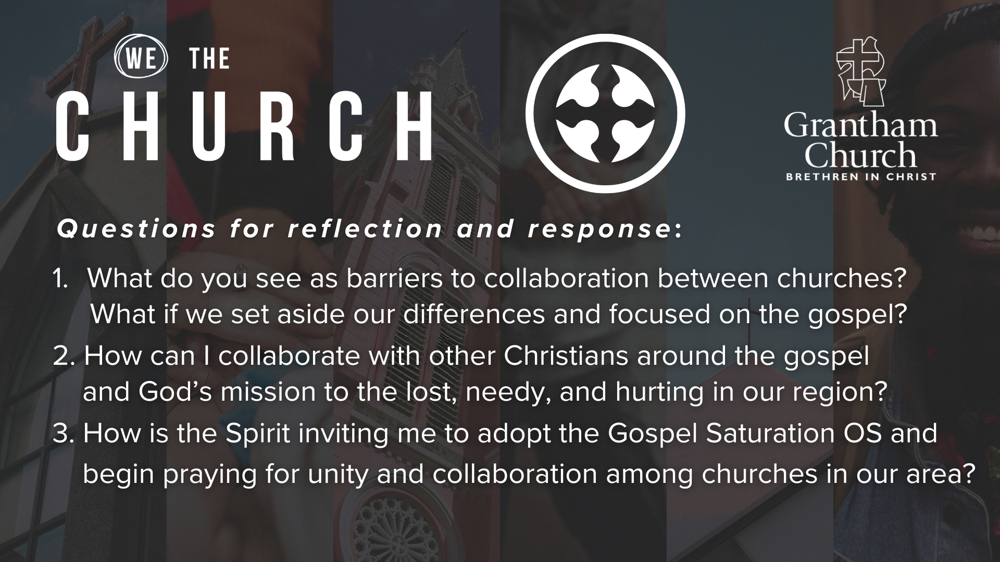 WE THE
CHURCH
Grantham
Church
BRETHREN IN CHRIST
Questions for reflection and response:
1. What do you see as barriers to collaboration between churches?
What if we set aside our differences and focused on the gospel?
2. How can I collaborate with other Christians around the gospel
and God’s mission to the lost, needy, and hurting in our region?
3. How is the Spirit inviting me to adopt the Gospel Saturation OS and
begin praying for unity and collaboration among churches in our area?